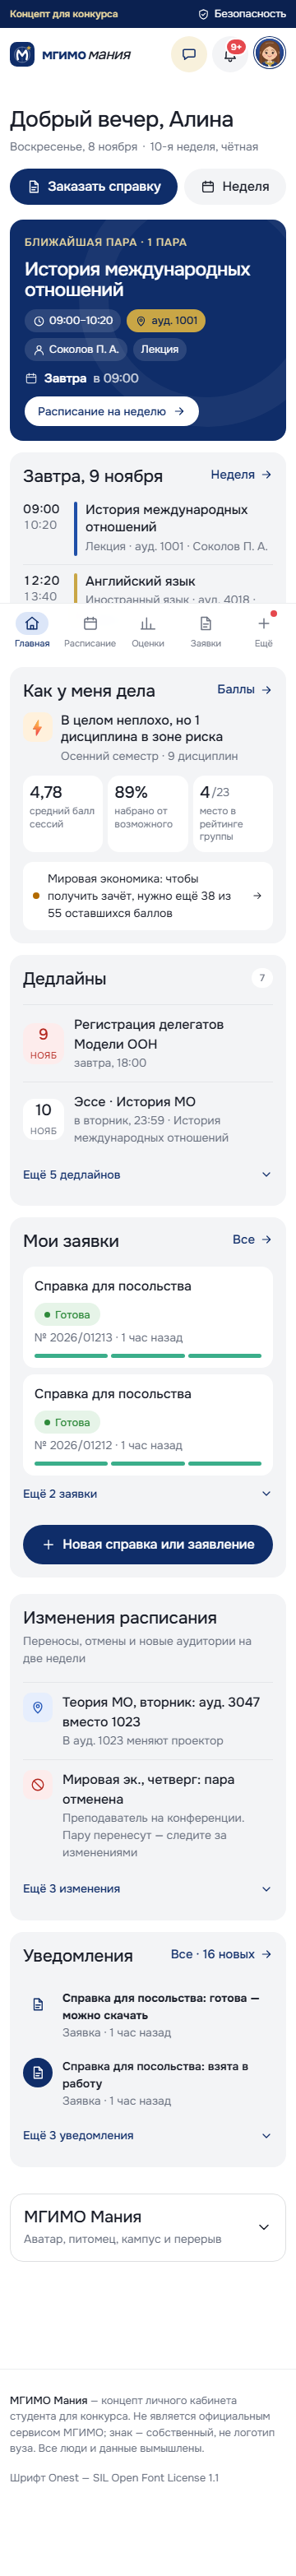 Концепт для конкурса
Безопасность
М
МГИМО МАНИЯ
9+
Добрый вечер, Алина
Воскресенье, 8 ноября · 10-я неделя, чётная
Заказать справку
Неделя
БЛИЖАЙШАЯ ПАРА · 1 ПАРА
История международных
отношений
09:00–10:20
ауд. 1001
Соколов П. А.
Лекция
Завтра в 09:00
Расписание на неделю →
Завтра, 9 ноября
Неделя →
09:00
10:20
История международных
отношений
Лекция · ауд. 1001 · Соколов П. А.
12:20
13:40
Английский язык
Иностранный язык · ауд. 4018 ·
Главная
Расписание
Оценки
Заявки
Ещё
Как у меня дела
Баллы →
В целом неплохо, но 1
дисциплина в зоне риска
Осенний семестр · 9 дисциплин
4,78
средний балл
сессий
89%
набрано от
возможного
4/23
место в
рейтинге
группы
Мировая экономика: чтобы
получить зачёт, нужно ещё 38 из
55 оставшихся баллов
→
Дедлайны
7
9
НОЯБ
Регистрация делегатов
Модели ООН
завтра, 18:00
10
НОЯБ
Эссе · История МО
в вторник, 23:59 · История
международных отношений
Ещё 5 дедлайнов
Мои заявки
Все →
Справка для посольства
Готова
№ 2026/01213 · 1 час назад
Справка для посольства
Готова
№ 2026/01212 · 1 час назад
Ещё 2 заявки
+ Новая справка или заявление
Изменения расписания
Переносы, отмены и новые аудитории на
две недели
Теория МО, вторник: ауд. 3047
вместо 1023
В ауд. 1023 меняют проектор
Мировая эк., четверг: пара
отменена
Преподаватель на конференции.
Пару перенесут — следите за
изменениями
Ещё 3 изменения
Уведомления
Все · 16 новых →
Справка для посольства: готова —
можно скачать
Заявка · 1 час назад
Справка для посольства: взята в
работу
Заявка · 1 час назад
Ещё 3 уведомления
МГИМО Мания
Аватар, питомец, кампус и перерыв
МГИМО Мания — концепт личного кабинета
студента для конкурса. Не является официальным
сервисом МГИМО; знак — собственный, не логотип
вуза. Все люди и данные вымышлены.
Шрифт Onest — SIL Open Font License 1.1